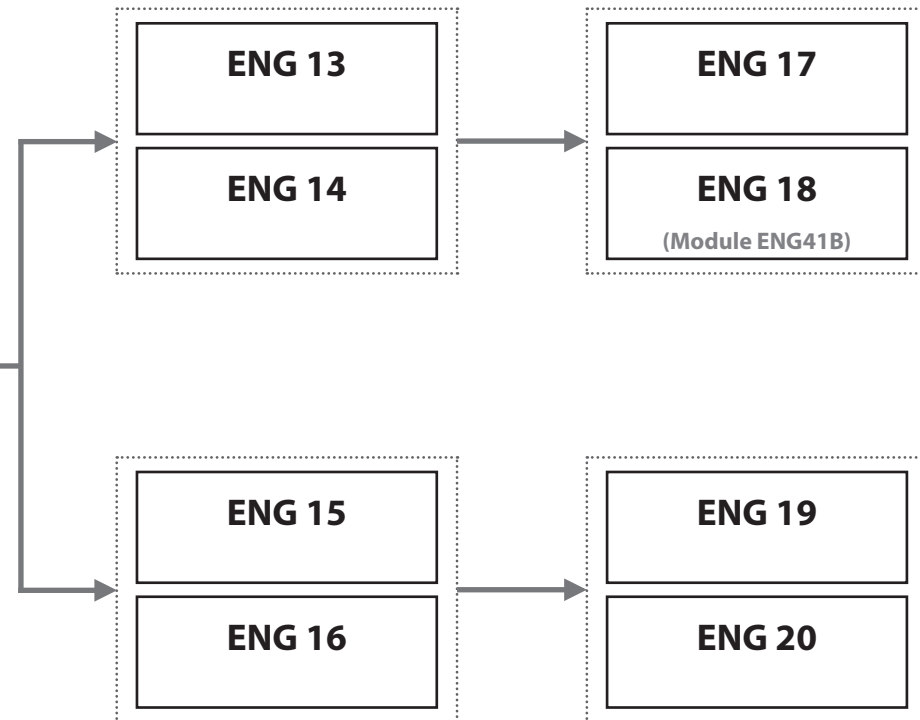 ENG 13
ENG 14
ENG 17
ENG 18
(Module ENG41B)
ENG 15
ENG 16
ENG 19
ENG 20